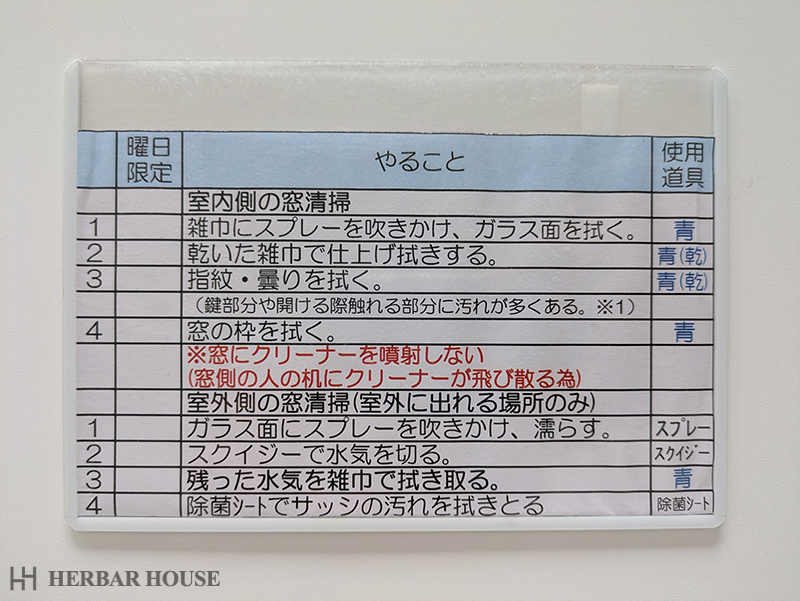 曜日限定 やること 使用道具
室内側の窓清掃
1 雑巾にスプレーを吹きかけ、ガラス面を拭く。 青
2 乾いた雑巾で仕上げ拭きする。 青(乾)
3 指紋・曇りを拭く。 青(乾)
(鍵部分や開ける際触れる部分に汚れが多くある。※1)
4 窓の枠を拭く。 青
※窓にクリーナーを噴射しない
(窓側の人の机にクリーナーが飛び散る為)
室外側の窓清掃(室外に出れる場所のみ)
1 ガラス面にスプレーを吹きかけ、濡らす。 スプレー
2 スクイジーで水気を切る。 スクイジー
3 残った水気を雑巾で拭き取る。 青
4 除菌シートでサッシの汚れを拭きとる 除菌シート
HH HERBAR HOUSE